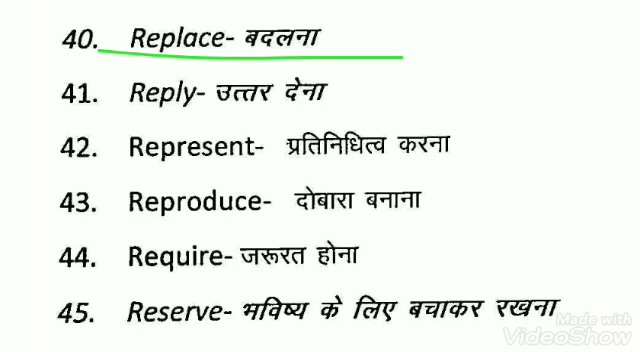 40. Replace- बदलना
41. Reply- उत्तर देना
42. Represent- प्रतिनिधित्व करना
43. Reproduce- दोबारा बनाना
44. Require- जरूरत होना
45. Reserve- भविष्य के लिए बचाकर रखना
Made with
VideoShow